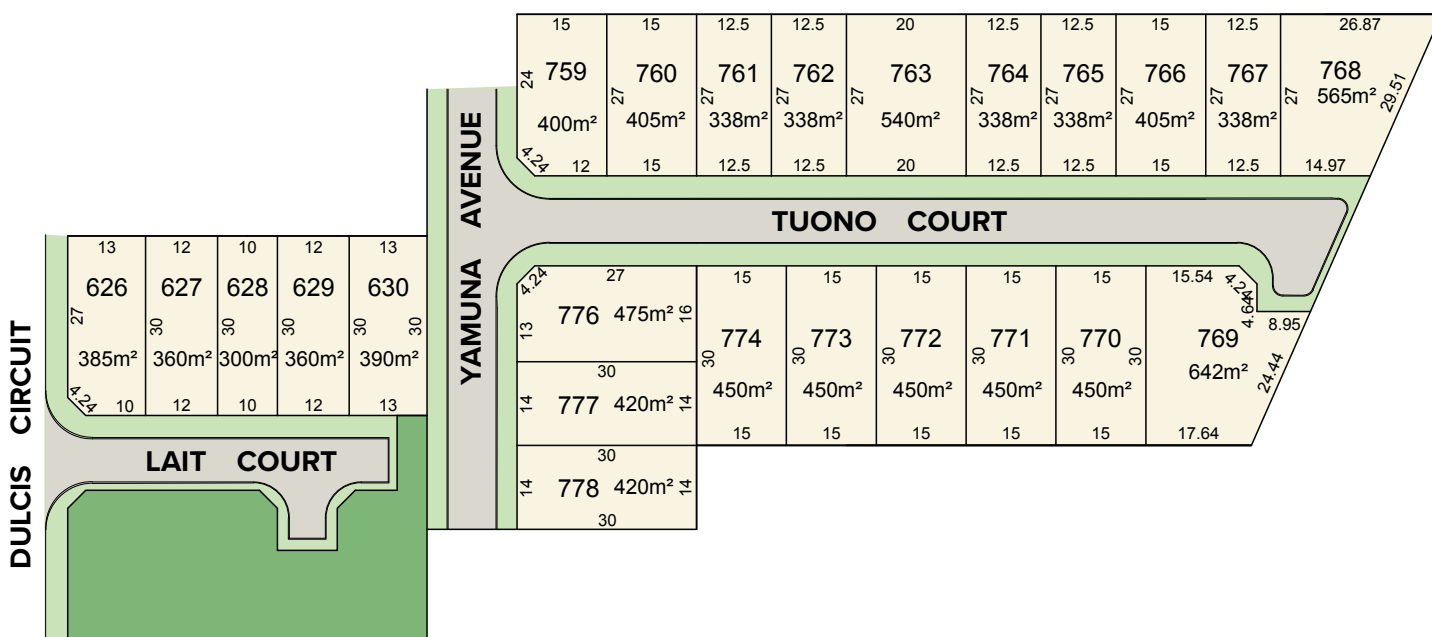 15 15 12.5 12.5 20 12.5 12.5 15 12.5 26.87
759 760 761 762 763 764 765 766 767 768
24 27 27 27 27 27 27 27 27 29.51
400m² 405m² 338m² 338m² 540m² 338m² 338m² 405m² 338m² 565m²
4.24 12 15 12.5 12.5 20 12.5 12.5 15 12.5 14.97
YAMUNA AVENUE
TUONO COURT
13 12 10 12 13
626 627 628 629 630
27 30 30 30 30
385m² 360m² 300m² 360m² 390m²
4.24 10 12 10 12 13
DULCIS CIRCUIT
LAIT COURT
4.24 27
13 776 475m² 16
30
14 777 420m² 14
30
14 778 420m² 14
30
15 15 15 15 15 15.54 4.24
4.64 8.95
774 773 772 771 770 769
30 30 30 30 30 30 24.44
450m² 450m² 450m² 450m² 450m² 642m²
15 15 15 15 15 17.64